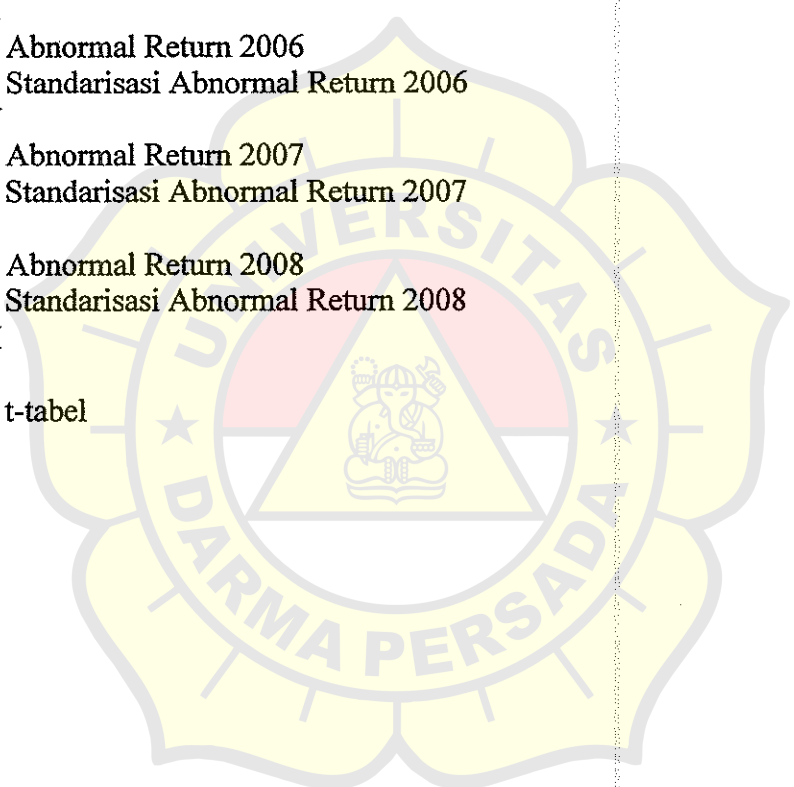 Abnormal Return 2006
Standarisasi Abnormal Return 2006
Abnormal Return 2007
Standarisasi Abnormal Return 2007
Abnormal Return 2008
Standarisasi Abnormal Return 2008
t-tabel
UNIVERSITAS
DARMA PERSADA